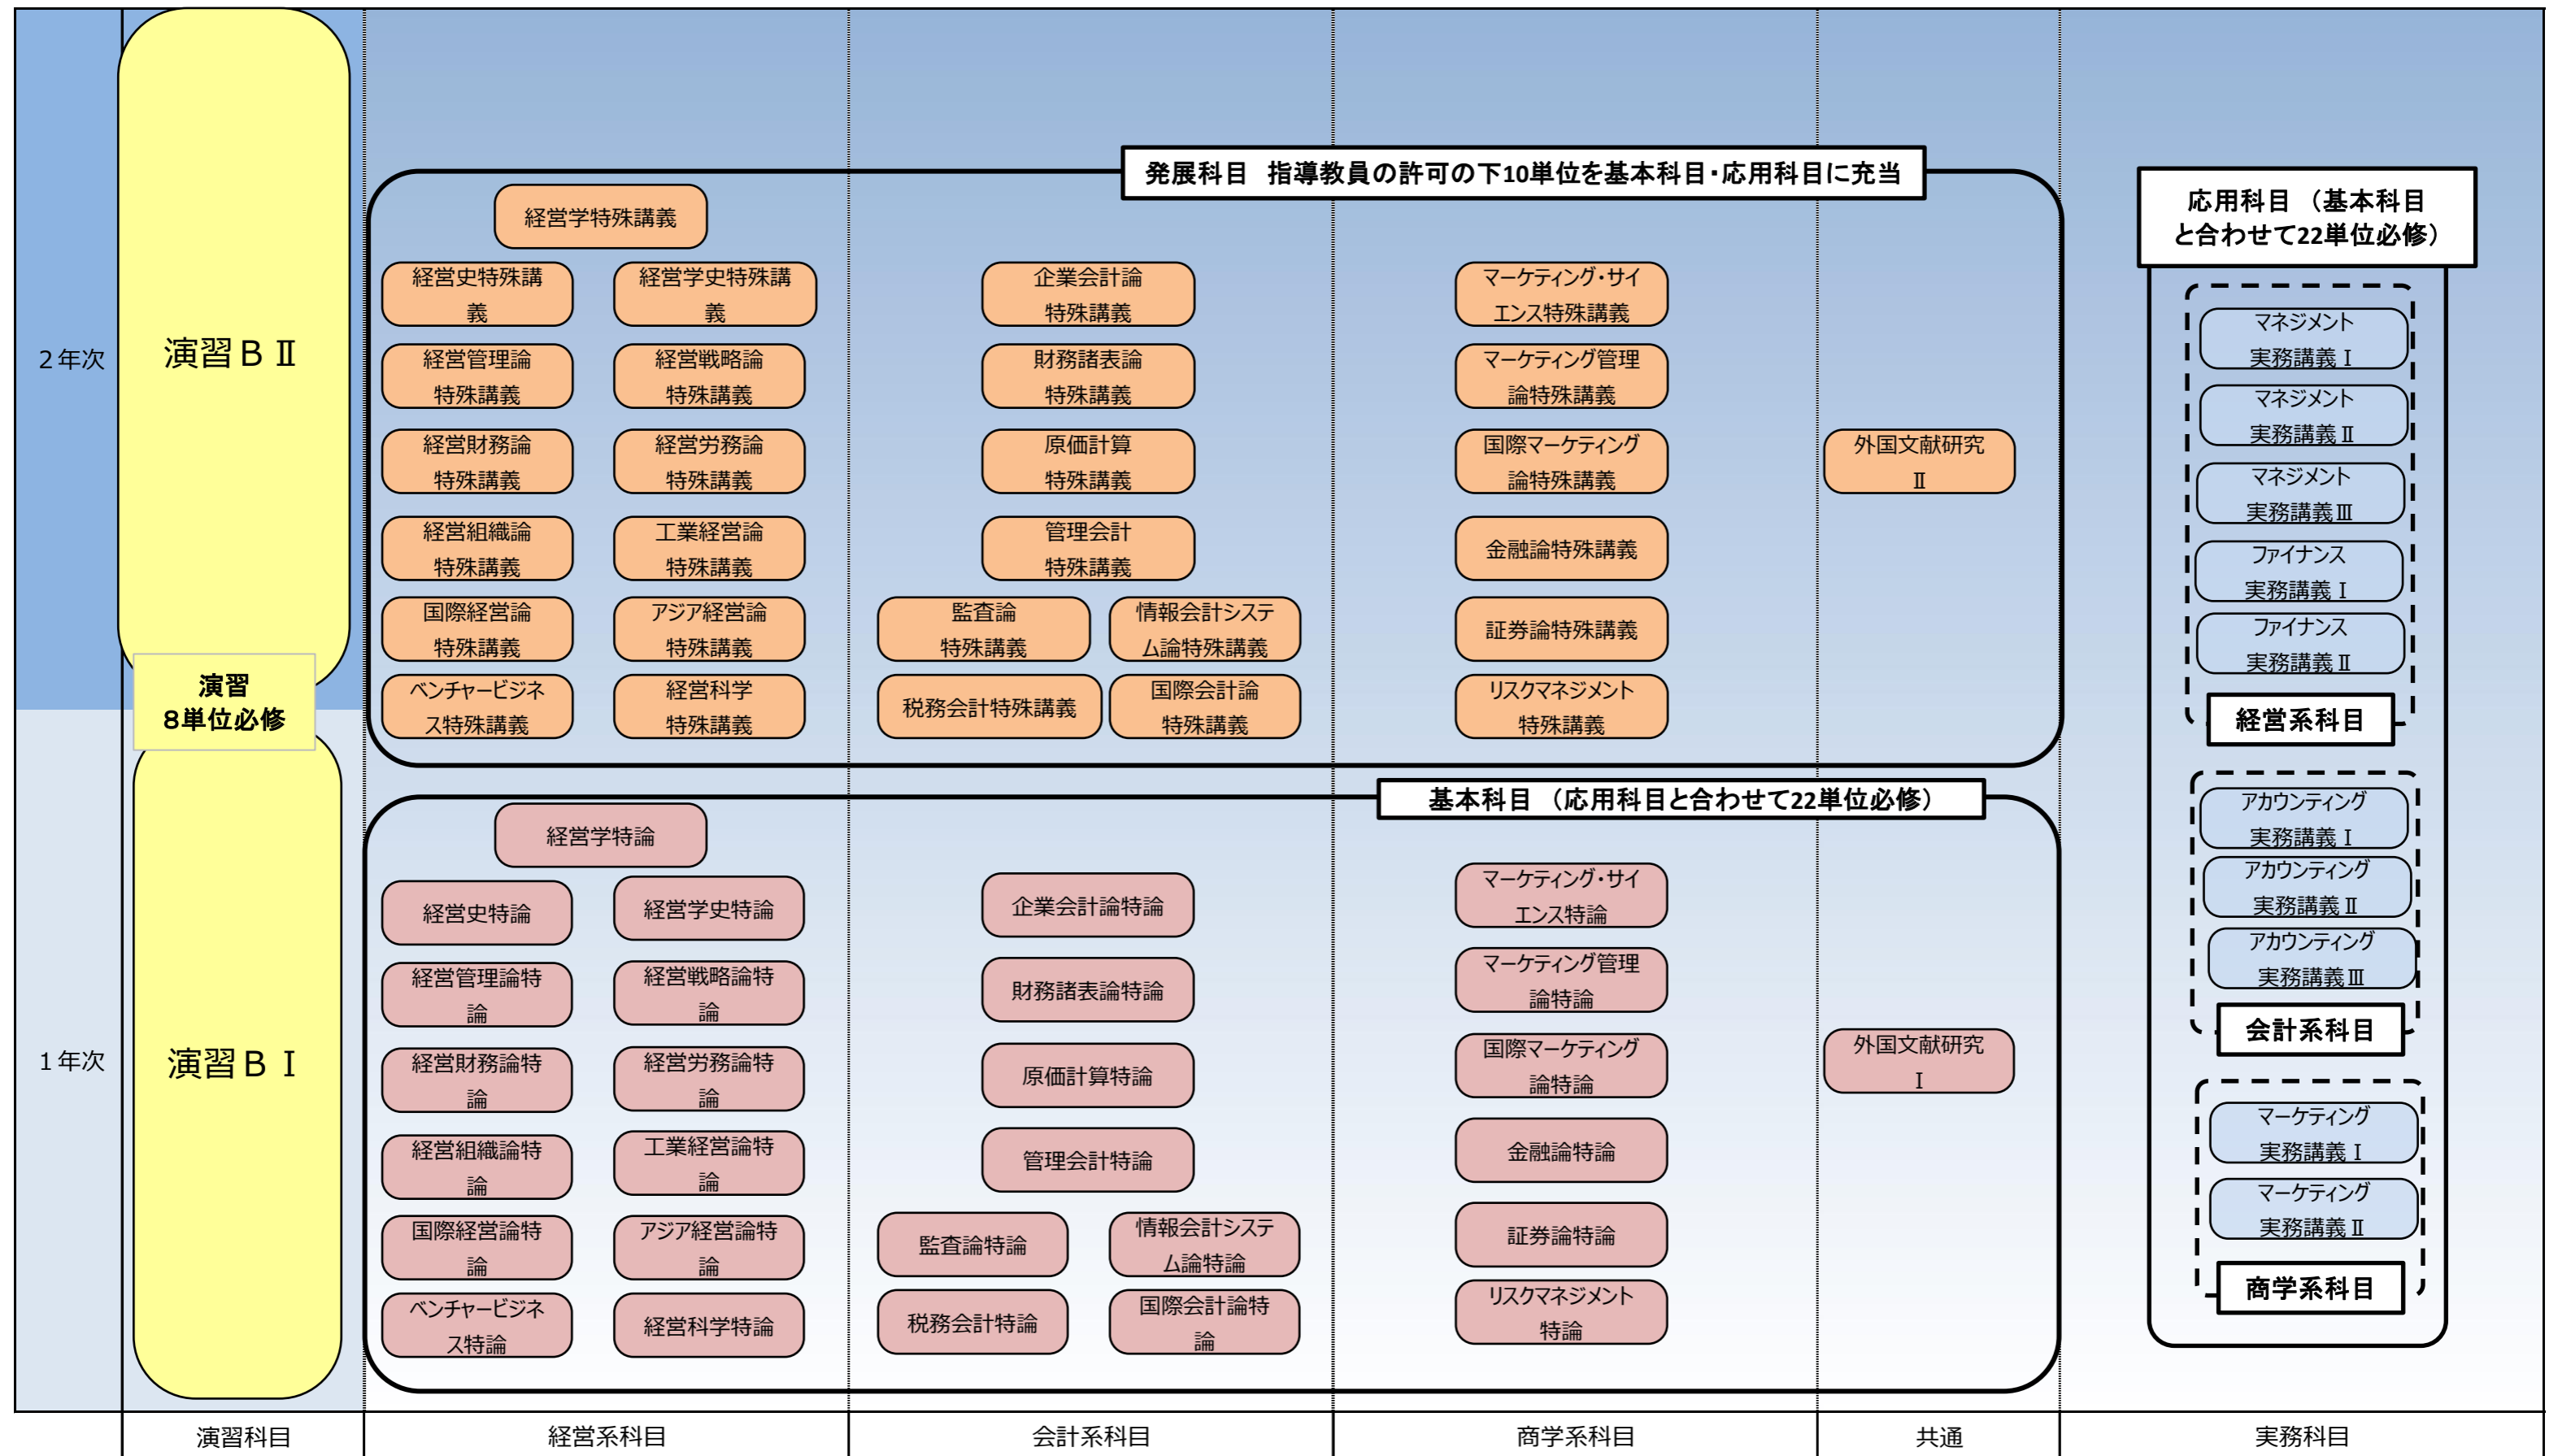 発展科目　指導教員の許可の下10単位を基本科目・応用科目に充当
応用科目（基本科目
と合わせて22単位必修）
２年次
演習ＢⅡ
経営学特殊講義
経営史特殊講
義
経営学史特殊講
義
経営管理論
特殊講義
経営戦略論
特殊講義
経営財務論
特殊講義
経営労務論
特殊講義
経営組織論
特殊講義
工業経営論
特殊講義
国際経営論
特殊講義
アジア経営論
特殊講義
ベンチャービジネ
ス特殊講義
経営科学
特殊講義
企業会計論
特殊講義
財務諸表論
特殊講義
原価計算
特殊講義
管理会計
特殊講義
監査論
特殊講義
情報会計システ
ム論特殊講義
税務会計特殊講義
国際会計論
特殊講義
マーケティング・サイ
エンス特殊講義
マーケティング管理
論特殊講義
国際マーケティング
論特殊講義
金融論特殊講義
証券論特殊講義
リスクマネジメント
特殊講義
外国文献研究
Ⅱ
マネジメント
実務講義Ⅰ
マネジメント
実務講義Ⅱ
マネジメント
実務講義Ⅲ
ファイナンス
実務講義Ⅰ
ファイナンス
実務講義Ⅱ
経営系科目
演習
8単位必修
基本科目（応用科目と合わせて22単位必修）
１年次
演習ＢⅠ
経営学特論
経営史特論
経営学史特論
経営管理論特
論
経営戦略論特
論
経営財務論特
論
経営労務論特
論
経営組織論特
論
工業経営論特
論
国際経営論特
論
アジア経営論特
論
ベンチャービジネ
ス特論
経営科学特論
企業会計論特論
財務諸表論特論
原価計算特論
管理会計特論
監査論特論
情報会計システ
ム論特論
税務会計特論
国際会計論特
論
マーケティング・サイ
エンス特論
マーケティング管理
論特論
国際マーケティング
論特論
金融論特論
証券論特論
リスクマネジメント
特論
外国文献研究
Ⅰ
アカウンティング
実務講義Ⅰ
アカウンティング
実務講義Ⅱ
アカウンティング
実務講義Ⅲ
会計系科目
マーケティング
実務講義Ⅰ
マーケティング
実務講義Ⅱ
商学系科目
演習科目
経営系科目
会計系科目
商学系科目
共通
実務科目